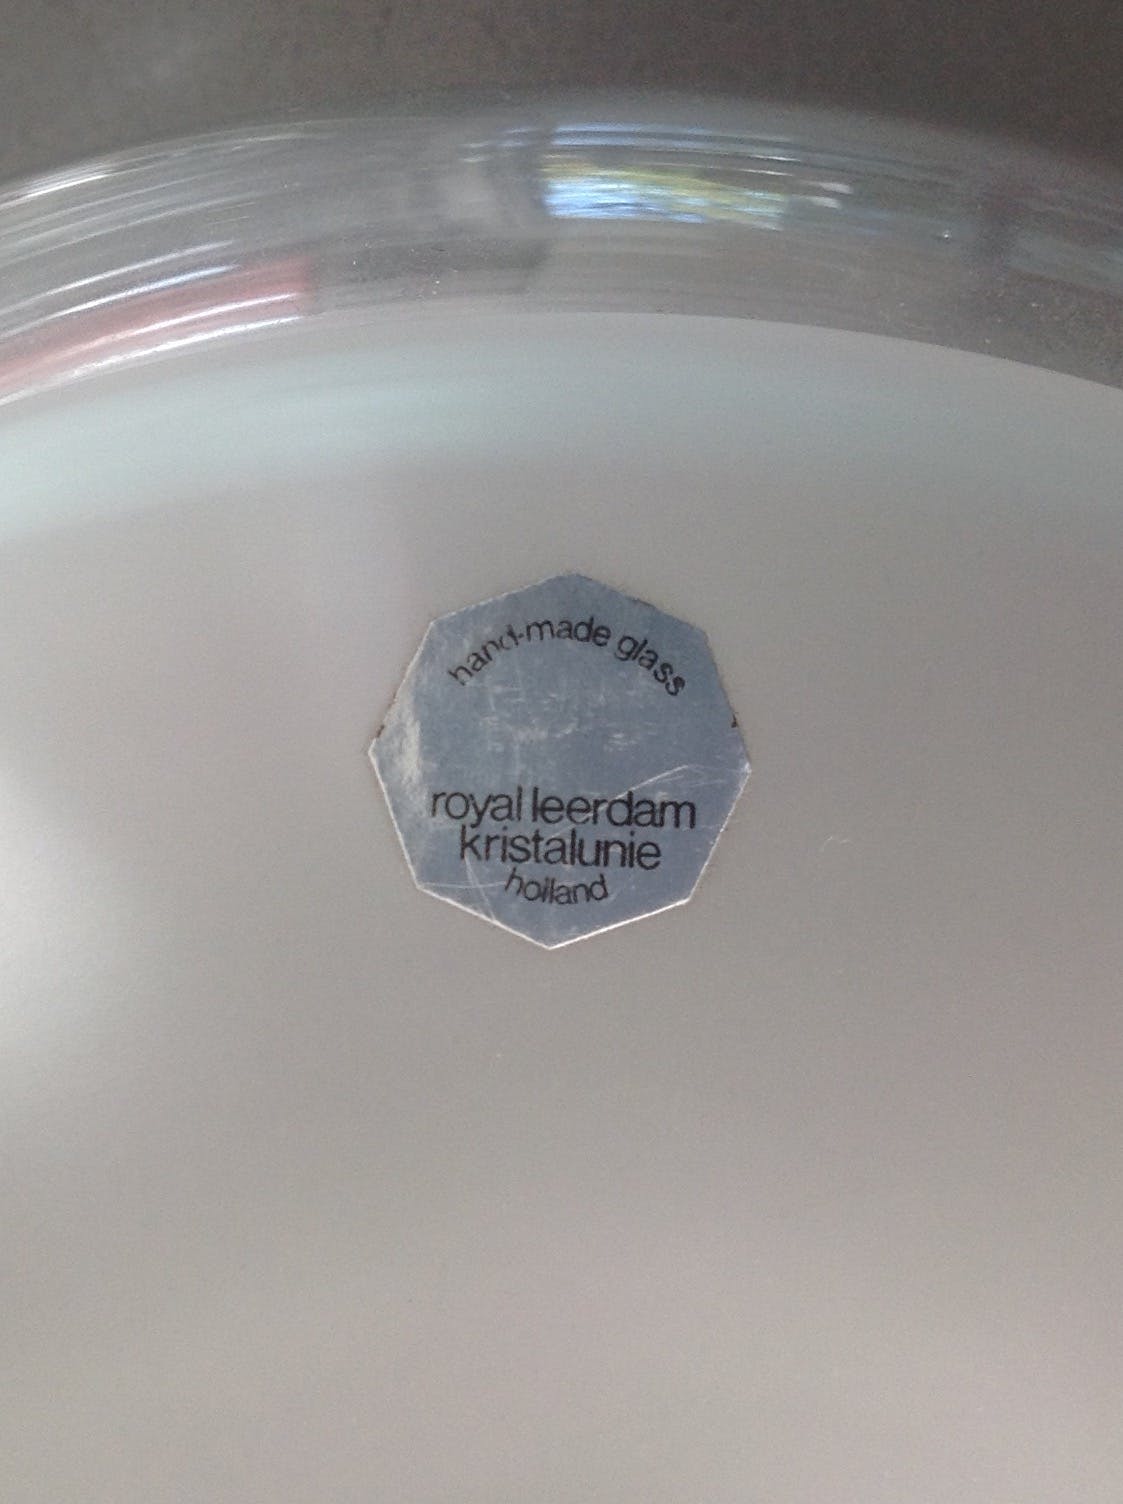 hand-made glass
royal leerdam
kristalunie
holland